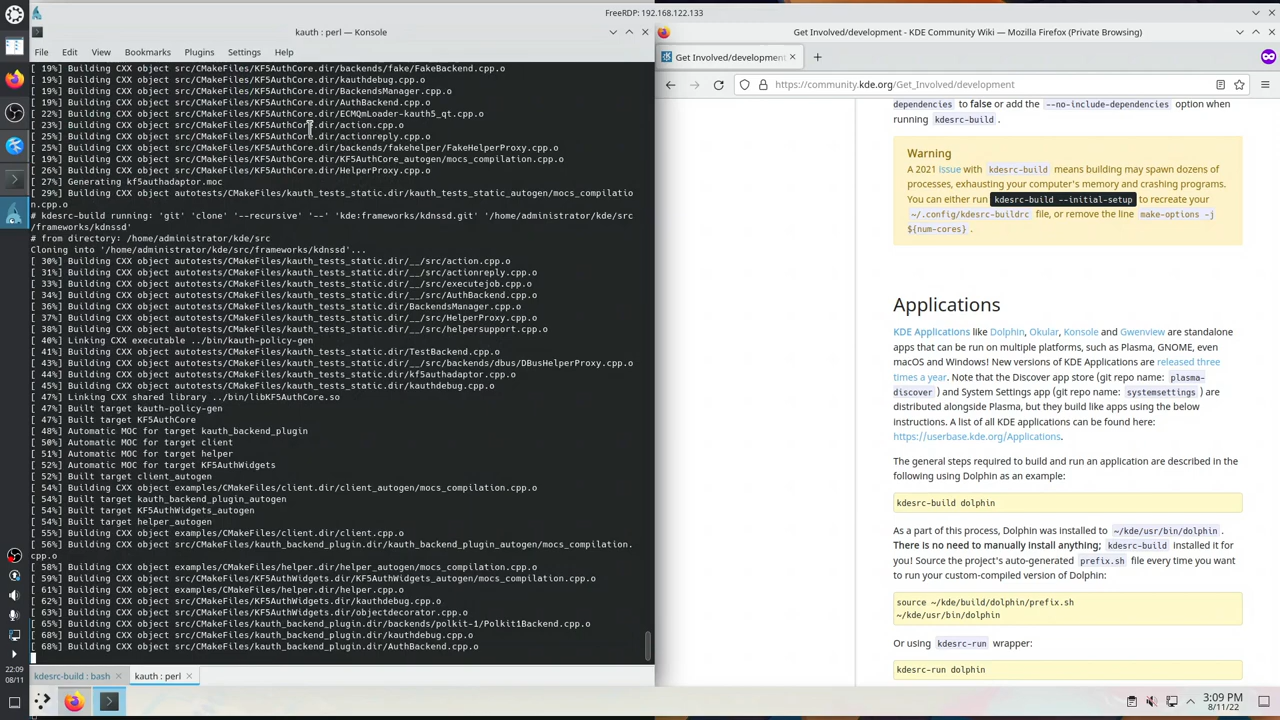 FreeRDP: 192.168.122.133
kauth : perl — Konsole
File Edit View Bookmarks Plugins Settings Help
[ 19%] Building CXX object src/CMakeFiles/KF5AuthCore.dir/backends/fake/FakeBackend.cpp.o
[ 19%] Building CXX object src/CMakeFiles/KF5AuthCore.dir/kauthdebug.cpp.o
[ 19%] Building CXX object src/CMakeFiles/KF5AuthCore.dir/BackendsManager.cpp.o
[ 19%] Building CXX object src/CMakeFiles/KF5AuthCore.dir/AuthBackend.cpp.o
[ 22%] Building CXX object src/CMakeFiles/KF5AuthCore.dir/ECMQmLoader-kauth5_qt.cpp.o
[ 23%] Building CXX object src/CMakeFiles/KF5AuthCore.dir/action.cpp.o
[ 25%] Building CXX object src/CMakeFiles/KF5AuthCore.dir/actionreply.cpp.o
[ 25%] Building CXX object src/CMakeFiles/KF5AuthCore.dir/backends/fakehelper/FakeHelperProxy.cpp.o
[ 19%] Building CXX object src/CMakeFiles/KF5AuthCore.dir/KF5AuthCore_autogen/mocs_compilation.cpp.o
[ 26%] Building CXX object src/CMakeFiles/KF5AuthCore.dir/HelperProxy.cpp.o
[ 27%] Generating kf5authadaptor.moc
[ 29%] Building CXX object autotests/CMakeFiles/kauth_tests_static.dir/kauth_tests_static_autogen/mocs_compilatio
n.cpp.o
# kdesrc-build running: 'git' 'clone' '--recursive' '--' 'kde:frameworks/kdnssd.git' '/home/administrator/kde/src
/frameworks/kdnssd'
# from directory: /home/administrator/kde/src
Cloning into '/home/administrator/kde/src/frameworks/kdnssd'...
[ 30%] Building CXX object autotests/CMakeFiles/kauth_tests_static.dir/__/src/action.cpp.o
[ 31%] Building CXX object autotests/CMakeFiles/kauth_tests_static.dir/__/src/actionreply.cpp.o
[ 33%] Building CXX object autotests/CMakeFiles/kauth_tests_static.dir/__/src/executejob.cpp.o
[ 34%] Building CXX object autotests/CMakeFiles/kauth_tests_static.dir/__/src/AuthBackend.cpp.o
[ 36%] Building CXX object autotests/CMakeFiles/kauth_tests_static.dir/BackendsManager.cpp.o
[ 37%] Building CXX object autotests/CMakeFiles/kauth_tests_static.dir/__/src/HelperProxy.cpp.o
[ 38%] Building CXX object autotests/CMakeFiles/kauth_tests_static.dir/__/src/helpersupport.cpp.o
[ 40%] Linking CXX executable ../bin/kauth-policy-gen
[ 41%] Building CXX object autotests/CMakeFiles/kauth_tests_static.dir/TestBackend.cpp.o
[ 43%] Building CXX object autotests/CMakeFiles/kauth_tests_static.dir/__/src/backends/dbus/DBusHelperProxy.cpp.o
[ 44%] Building CXX object autotests/CMakeFiles/kauth_tests_static.dir/kf5authadaptor.cpp.o
[ 45%] Building CXX object autotests/CMakeFiles/kauth_tests_static.dir/kauthdebug.cpp.o
[ 47%] Linking CXX shared library ../bin/libKF5AuthCore.so
[ 47%] Built target kauth-policy-gen
[ 47%] Built target KF5AuthCore
[ 48%] Automatic MOC for target kauth_backend_plugin
[ 50%] Automatic MOC for target client
[ 51%] Automatic MOC for target helper
[ 52%] Automatic MOC for target KF5AuthWidgets
[ 52%] Built target client_autogen
[ 54%] Building CXX object examples/CMakeFiles/client.dir/client_autogen/mocs_compilation.cpp.o
[ 54%] Built target kauth_backend_plugin_autogen
[ 54%] Built target KF5AuthWidgets_autogen
[ 54%] Built target helper_autogen
[ 55%] Building CXX object examples/CMakeFiles/client.dir/client.cpp.o
[ 56%] Building CXX object src/CMakeFiles/kauth_backend_plugin.dir/kauth_backend_plugin_autogen/mocs_compilation.
cpp.o
[ 58%] Building CXX object examples/CMakeFiles/helper.dir/helper_autogen/mocs_compilation.cpp.o
[ 59%] Building CXX object src/CMakeFiles/KF5AuthWidgets.dir/KF5AuthWidgets_autogen/mocs_compilation.cpp.o
[ 61%] Building CXX object examples/CMakeFiles/helper.dir/helper.cpp.o
[ 62%] Building CXX object src/CMakeFiles/KF5AuthWidgets.dir/kauthdebug.cpp.o
[ 63%] Building CXX object src/CMakeFiles/KF5AuthWidgets.dir/objectdecorator.cpp.o
[ 65%] Building CXX object src/CMakeFiles/kauth_backend_plugin.dir/backends/polkit-1/Polkit1Backend.cpp.o
[ 68%] Building CXX object src/CMakeFiles/kauth_backend_plugin.dir/kauthdebug.cpp.o
[ 68%] Building CXX object src/CMakeFiles/kauth_backend_plugin.dir/AuthBackend.cpp.o
kdesrc-build : bash
kauth : perl
22:09
08/11
Get Involved/development - KDE Community Wiki — Mozilla Firefox (Private Browsing)
Get Involved/development
https://community.kde.org/Get_Involved/development
dependencies to false or add the --no-include-dependencies option when
running kdesrc-build .
Warning
A 2021 issue with kdesrc-build means building may spawn dozens of
processes, exhausting your computer's memory and crashing programs.
You can either run kdesrc-build --initial-setup to recreate your
~/.config/kdesrc-buildrc file, or remove the line make-options -j
${num-cores} .
Applications
KDE Applications like Dolphin, Okular, Konsole and Gwenview are standalone
apps that can be run on multiple platforms, such as Plasma, GNOME, even
macOS and Windows! New versions of KDE Applications are released three
times a year. Note that the Discover app store (git repo name: plasma-
discover ) and System Settings app (git repo name: systemsettings ) are
distributed alongside Plasma, but they build like apps using the below
instructions. A list of all KDE applications can be found here:
https://userbase.kde.org/Applications.
The general steps required to build and run an application are described in the
following using Dolphin as an example:
kdesrc-build dolphin
As a part of this process, Dolphin was installed to ~/kde/usr/bin/dolphin .
There is no need to manually install anything; kdesrc-build installed it for
you! Source the project's auto-generated prefix.sh file every time you want
to run your custom-compiled version of Dolphin:
source ~/kde/build/dolphin/prefix.sh
~/kde/usr/bin/dolphin
Or using kdesrc-run wrapper:
kdesrc-run dolphin
3:09 PM
8/11/22